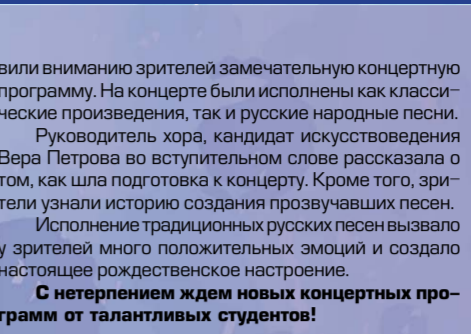 вили вниманию зрителей замечательную концертную
программу. На концерте были исполнены как класси-
ческие произведения, так и русские народные песни.
Руководитель хора, кандидат искусствоведения
Вера Петрова во вступительном слове рассказала о
том, как шла подготовка к концерту. Кроме того, зри-
тели узнали историю создания прозвучавших песен.
Исполнение традиционных русских песен вызвало
у зрителей много положительных эмоций и создало
настоящее рождественское настроение.
С нетерпением ждем новых концертных про-
грамм от талантливых студентов!